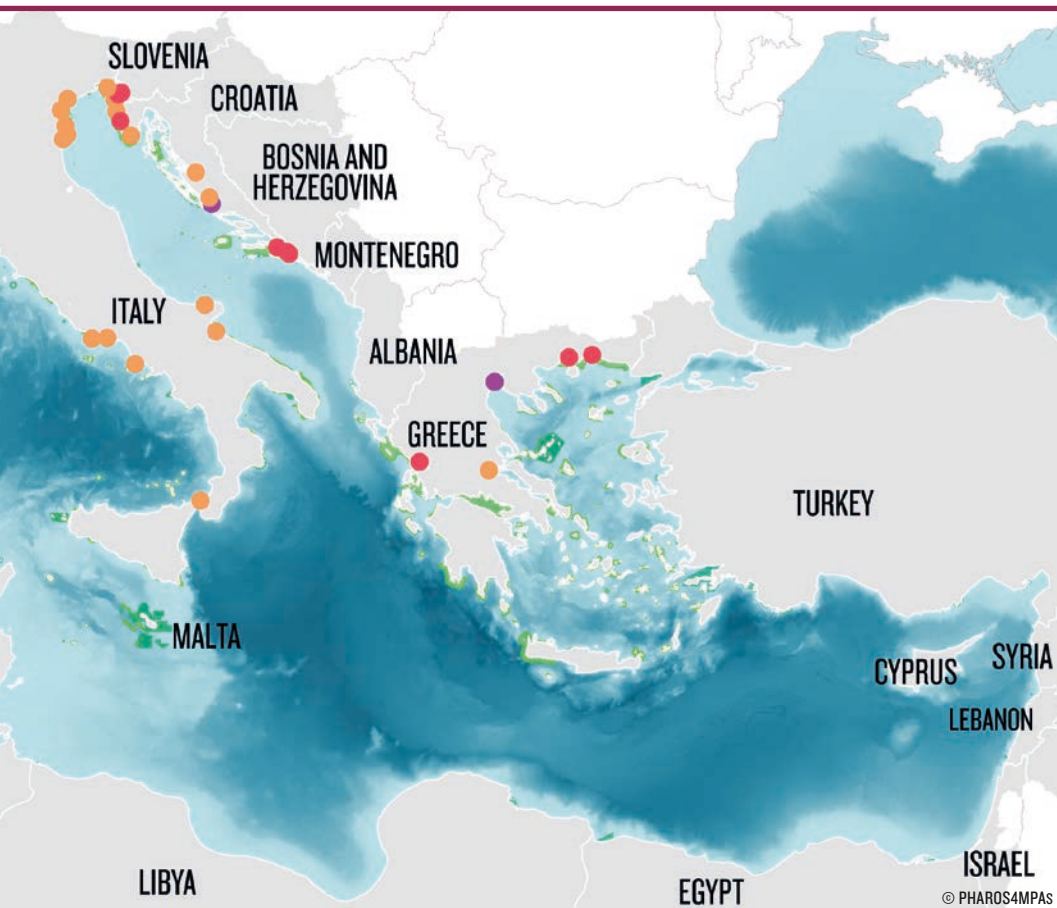 SLOVENIA
CROATIA
BOSNIA AND
HERZEGOVINA
MONTENEGRO
ITALY
ALBANIA
GREECE
TURKEY
MALTA
CYPRUS
SYRIA
LEBANON
ISRAEL
LIBYA
EGYPT
© PHAROS4MPAs